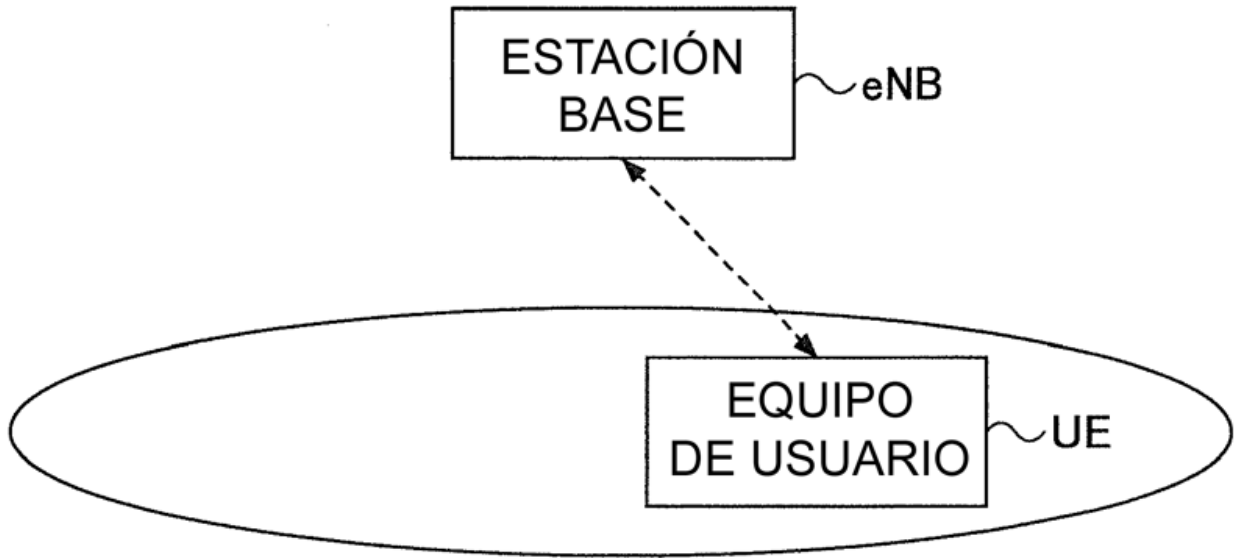 ESTACIÓN
BASE
eNB
EQUIPO
DE USUARIO
UE